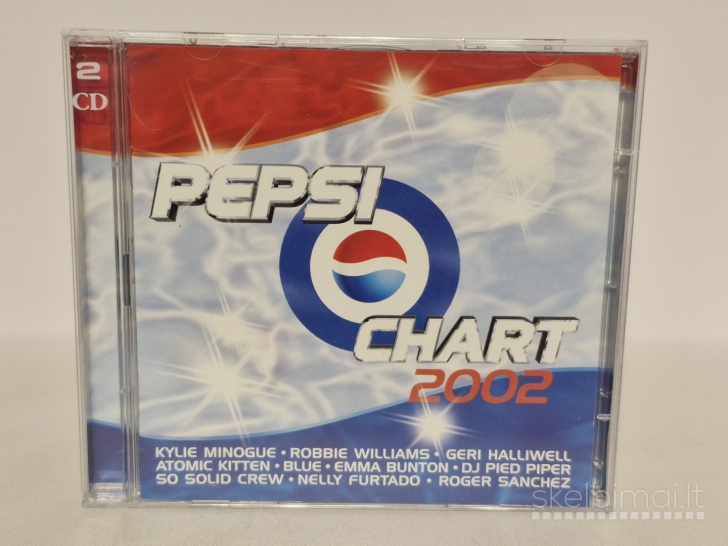 2
CD
PEPSI
CHART
2002
KYLIE MINOGUE • ROBBIE WILLIAMS • GERI HALLIWELL
ATOMIC KITTEN • BLUE • EMMA BUNTON • DJ PIED PIPER
SO SOLID CREW • NELLY FURTADO • ROGER SANCHEZ
skelbimai.lt